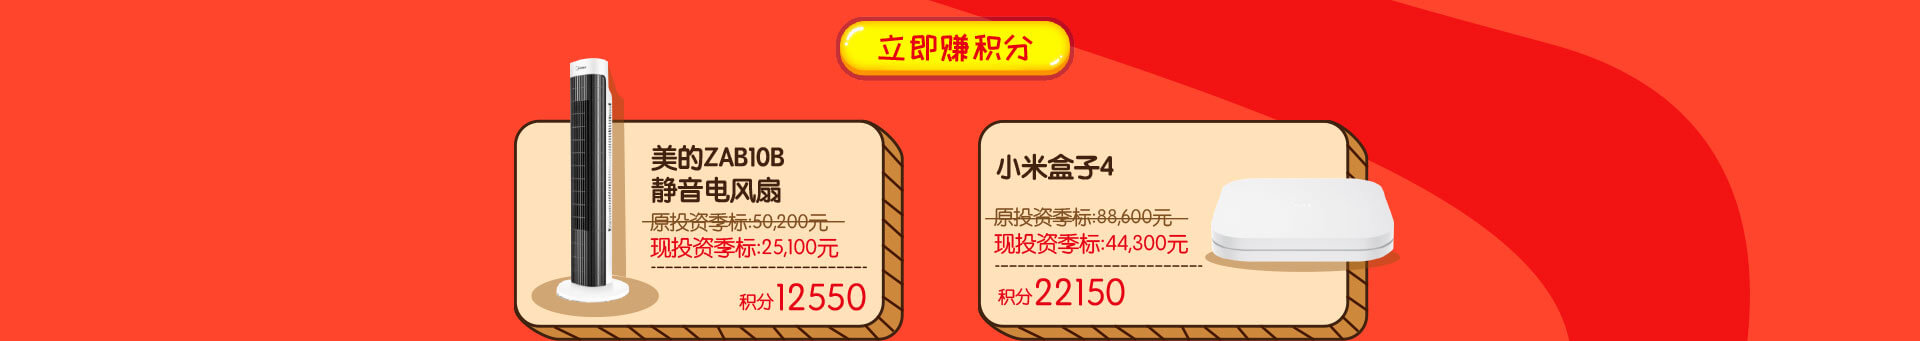 立即赚积分
美的ZAB10B
静音电风扇
原投资季标:50,200元
现投资季标:25,100元
积分12550
小米盒子4
原投资季标:88,600元
现投资季标:44,300元
积分22150